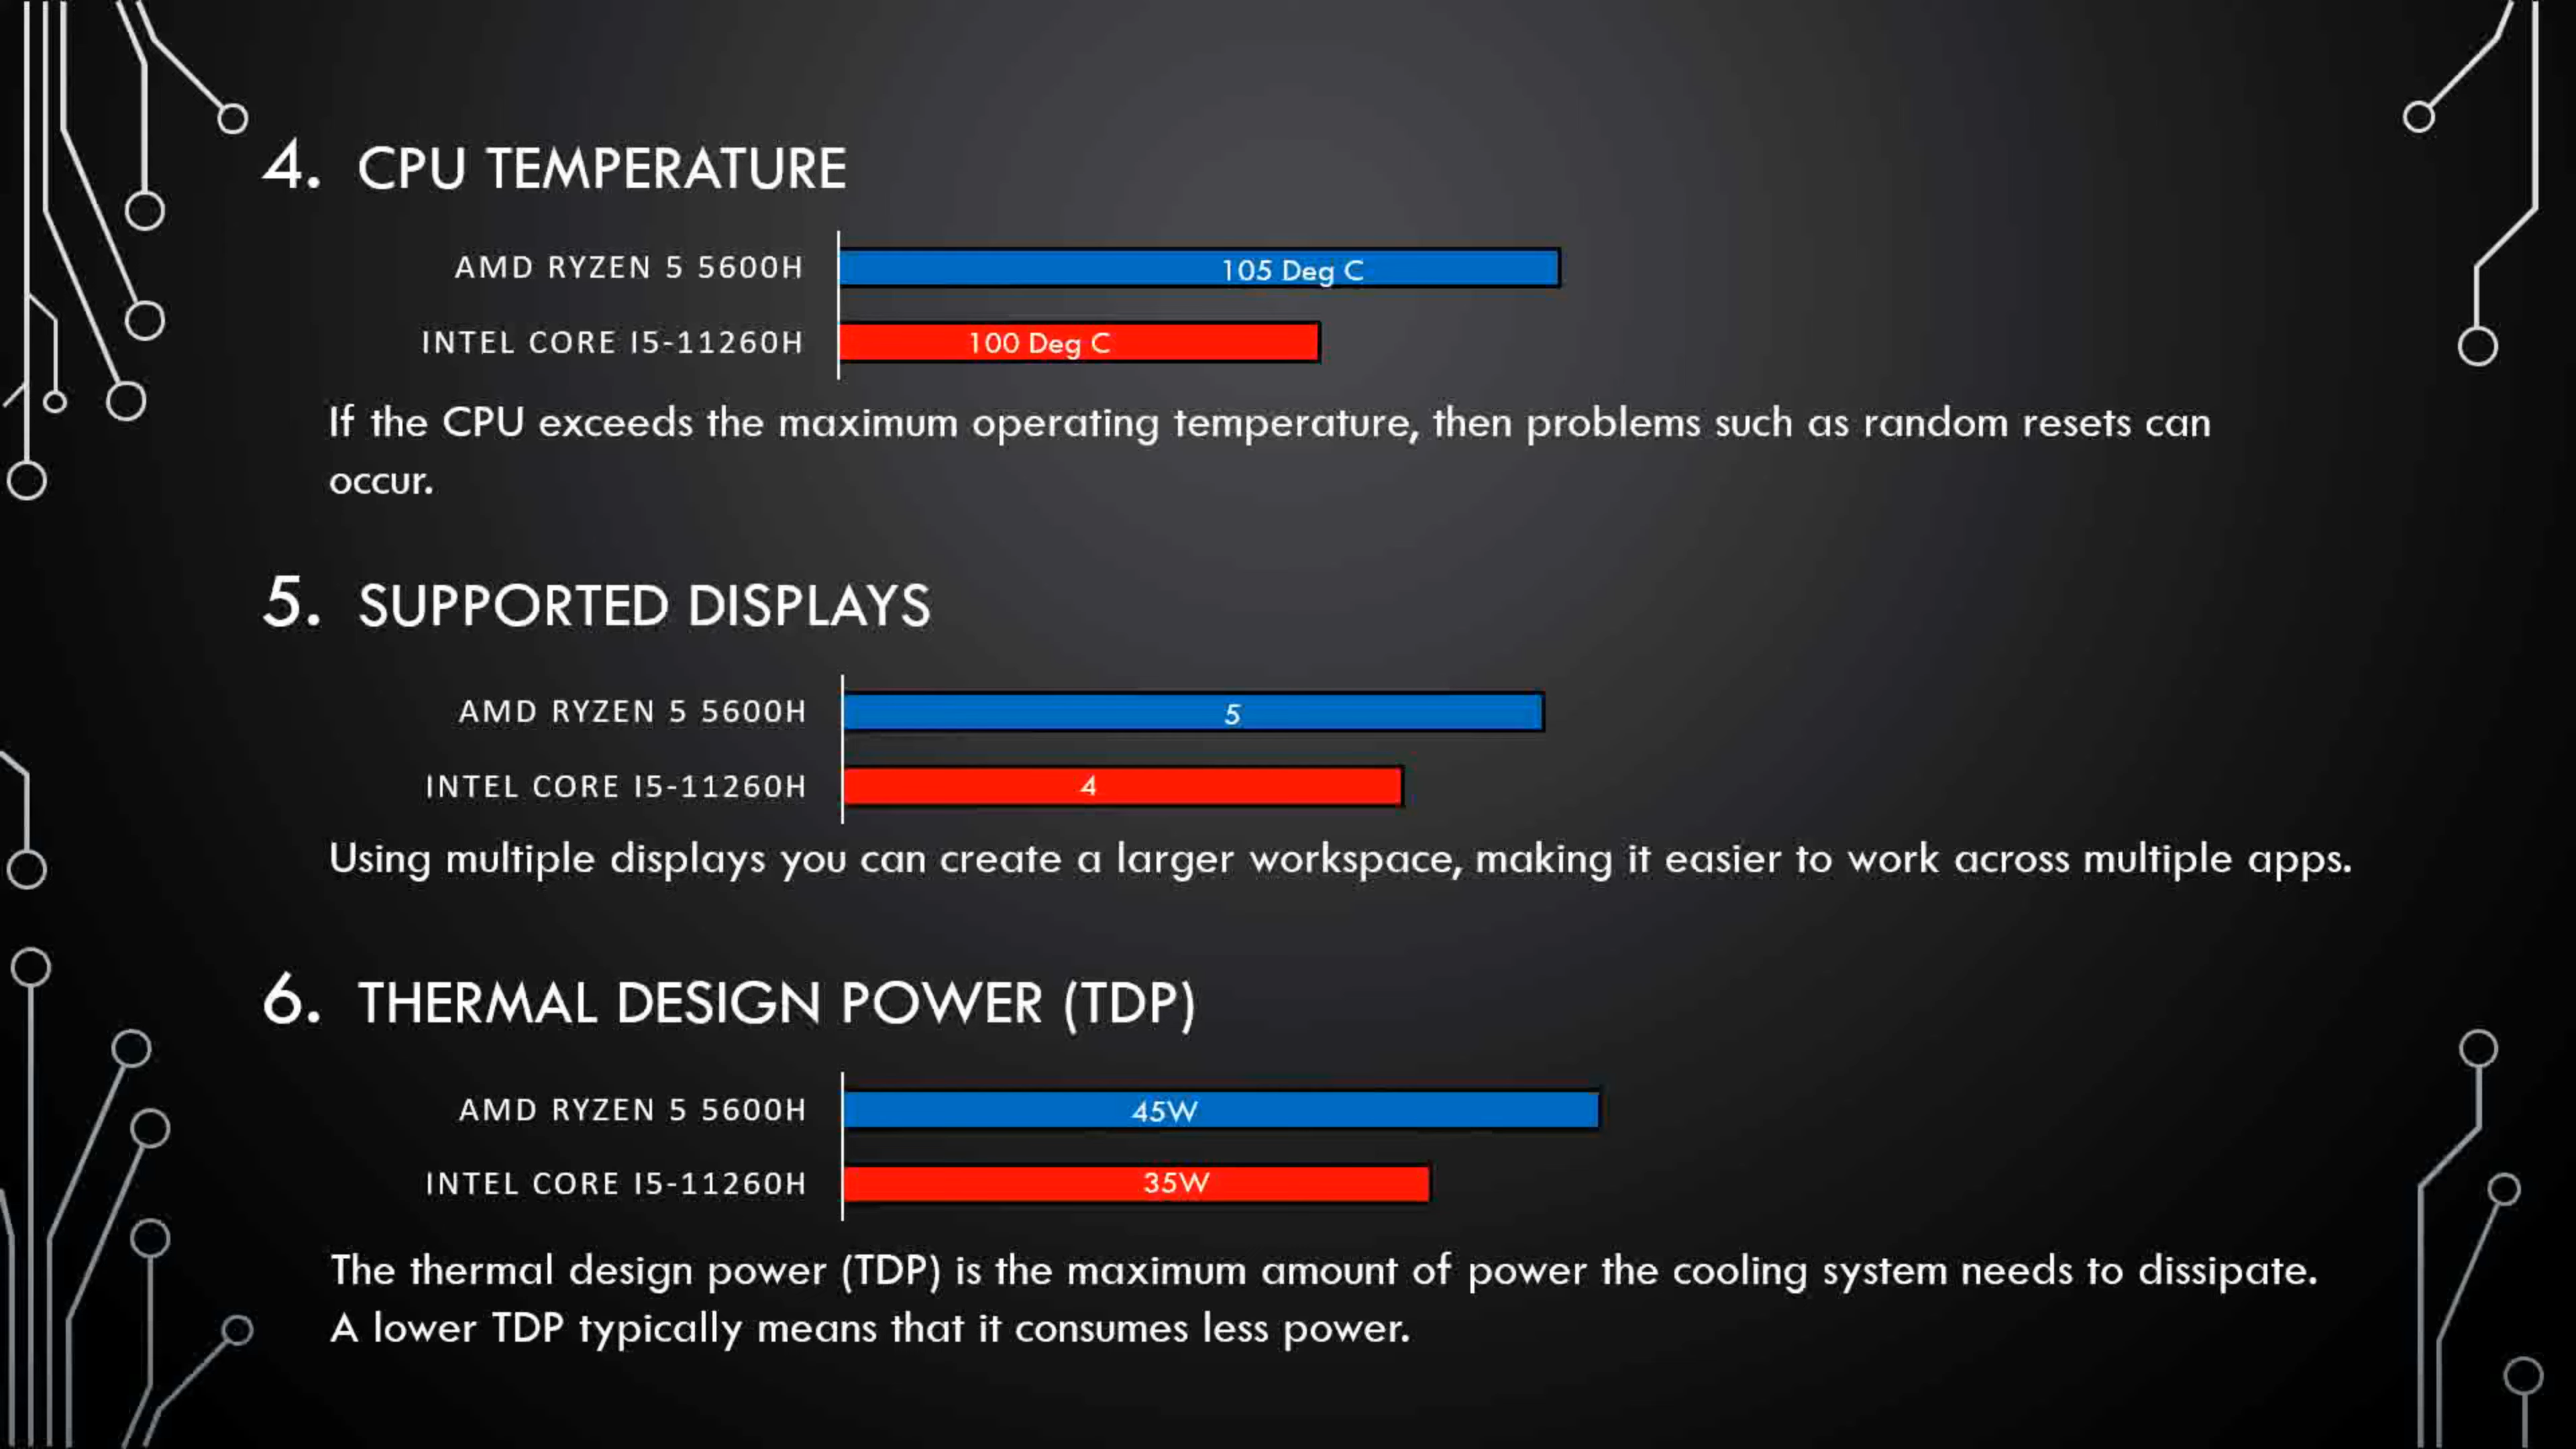 4. CPU TEMPERATURE
AMD RYZEN 5 5600H
105 Deg C
INTEL CORE I5-11260H
100 Deg C
If the CPU exceeds the maximum operating temperature, then problems such as random resets can
occur.
5. SUPPORTED DISPLAYS
AMD RYZEN 5 5600H
5
INTEL CORE I5-11260H
4
Using multiple displays you can create a larger workspace, making it easier to work across multiple apps.
6. THERMAL DESIGN POWER (TDP)
AMD RYZEN 5 5600H
45W
INTEL CORE I5-11260H
35W
The thermal design power (TDP) is the maximum amount of power the cooling system needs to dissipate.
A lower TDP typically means that it consumes less power.